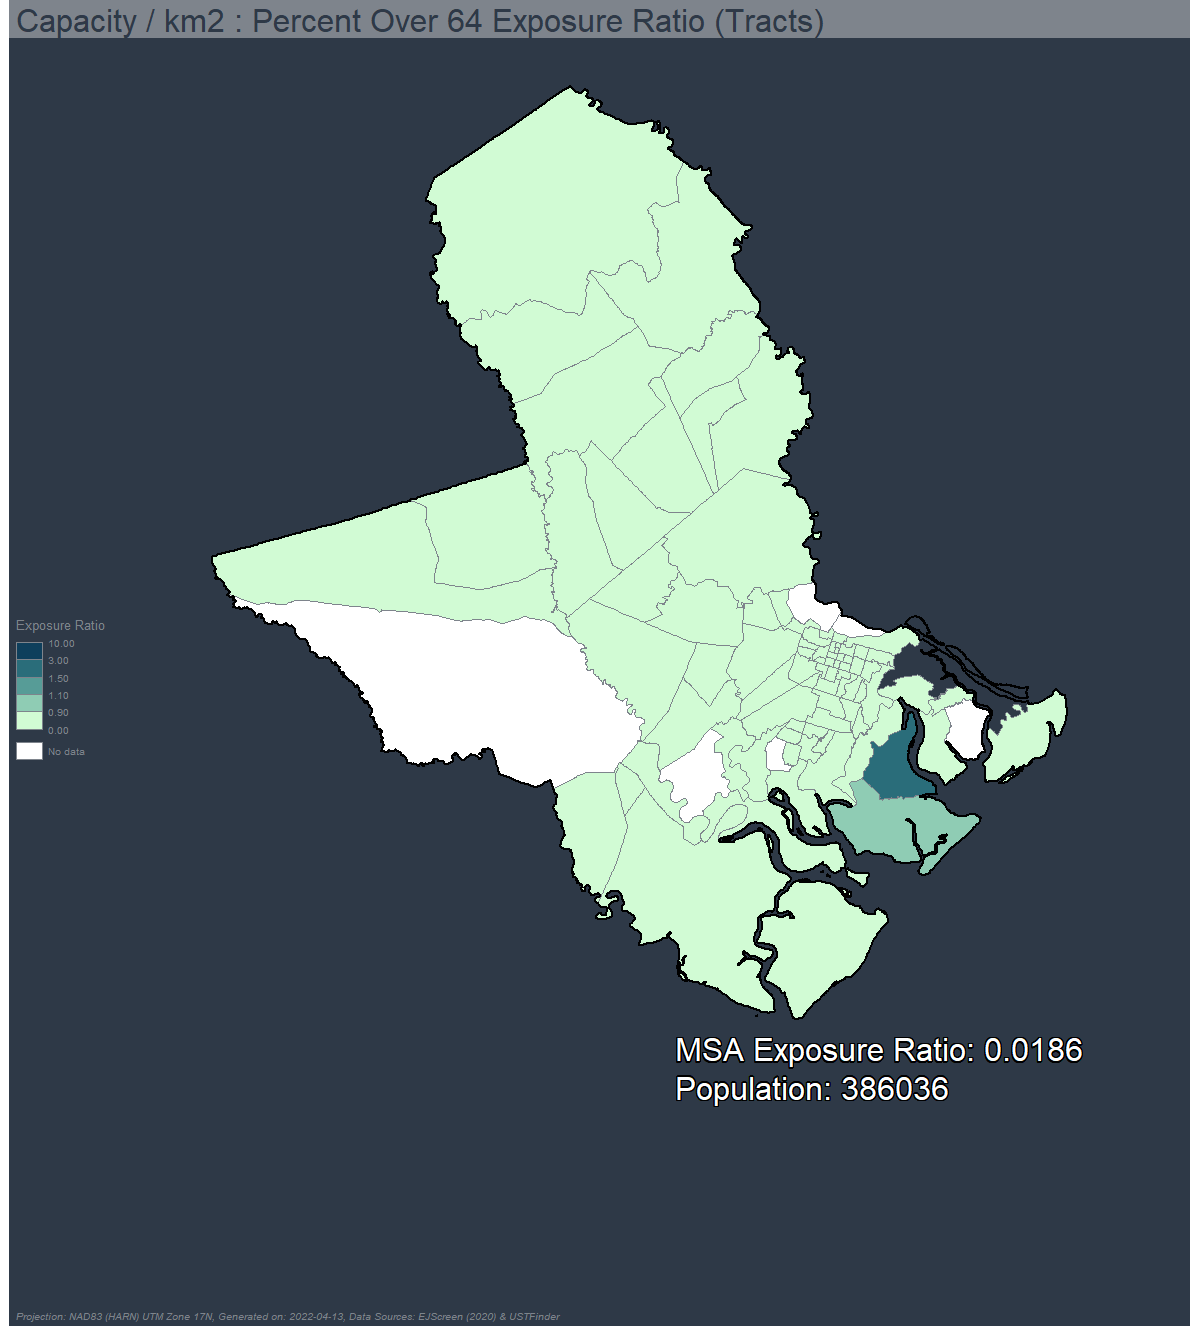 Capacity / km2 : Percent Over 64 Exposure Ratio (Tracts)
Exposure Ratio
10.00
3.00
1.50
1.10
0.90
0.00
No data
MSA Exposure Ratio: 0.0186
Population: 386036
Projection: NAD83 (HARN) UTM Zone 17N, Generated on: 2022-04-13, Data Sources: EJScreen (2020) & USTFinder